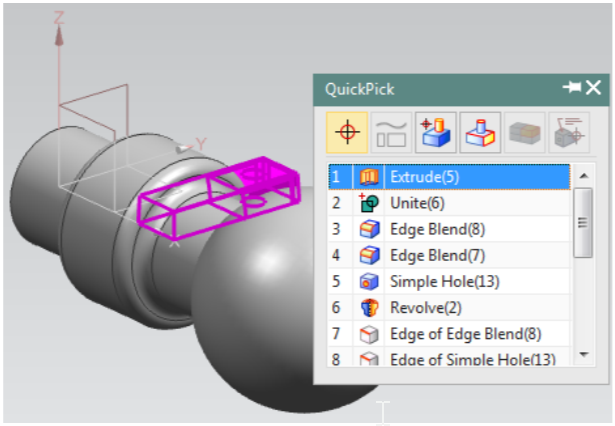 Z
Y
X
QuickPick
1 Extrude(5)
2 Unite(6)
3 Edge Blend(8)
4 Edge Blend(7)
5 Simple Hole(13)
6 Revolve(2)
7 Edge of Edge Blend(8)
8 Edge of Simple Hole(13)